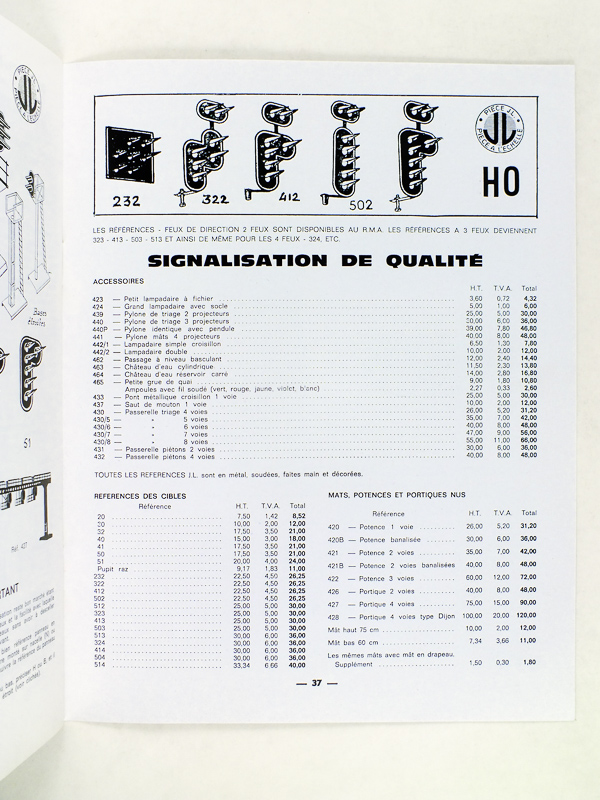 PIECE J.L.
JL
PIECE A L'ECHELLE
232
322
412
502
HO
LES RÉFÉRENCES - FEUX DE DIRECTION 2 FEUX SONT DISPONIBLES AU R.M.A. LES RÉFÉRENCES A 3 FEUX DEVIENNENT
323 - 413 - 503 - 513 ET AINSI DE MÊME POUR LES 4 FEUX - 324, ETC.
SIGNALISATION DE QUALITÉ
ACCESSOIRES
H.T. T.V.A. Total
423 — Petit lampadaire à fichier 3,60 0,72 4,32
424 — Grand lampadaire avec socle 5,00 1,00 6,00
439 — Pylone de triage 2 projecteurs 25,00 5,00 30,00
440 — Pylone de triage 3 projecteurs 30,00 6,00 36,00
440P — Pylone identique avec pendule 39,00 7,80 46,80
441 — Pylone mâts 4 projecteurs 40,00 8,00 48,00
442/1 — Lampadaire simple croisillon 6,50 1,30 7,80
442/2 — Lampadaire double 10,00 2,00 12,00
462 — Passage à niveau basculant 12,00 2,40 14,40
463 — Château d'eau cylindrique 11,50 2,30 13,80
464 — Château d'eau réservoir carré 14,00 2,80 16,80
465 — Petite grue de quai 9,00 1,80 10,80
Ampoules avec fil soudé (vert, rouge, jaune, violet, blanc) 2,27 0,33 2,60
433 — Pont métallique croisillon 1 voie 25,00 5,00 30,00
437 — Saut de mouton 1 voie 10,00 2,00 12,00
430 — Passerelle triage 4 voies 26,00 5,20 31,20
430/5 — » 5 voies 35,00 7,00 42,00
430/6 — » 6 voies 40,00 8,00 48,00
430/7 — » 7 voies 47,00 9,00 56,00
430/8 — » 8 voies 55,00 11,00 66,00
431 — Passerelle piétons 2 voies 30,00 6,00 36,00
432 — Passerelle piétons 4 voies 40,00 8,00 48,00
TOUTES LES REFERENCES J.L. sont en métal, soudées, faites main et décorées.
REFERENCES DES CIBLES
Référence H.T. T.V.A. Total
20 7,50 1,42 8,52
30 10,00 2,00 12,00
32 17,50 3,50 21,00
40 15,00 3,00 18,00
41 17,50 3,50 21,00
50 17,50 3,50 21,00
51 20,00 4,00 24,00
Pupit raz 9,17 1,83 11,00
232 22,50 4,50 26,25
322 22,50 4,50 26,25
412 22,50 4,50 26,25
502 22,50 4,50 26,25
512 25,00 5,00 30,00
323 25,00 5,00 30,00
413 25,00 5,00 30,00
503 25,00 5,00 30,00
513 30,00 6,00 36,00
324 30,00 6,00 36,00
414 30,00 6,00 36,00
504 30,00 6,00 36,00
514 33,34 6 66 40,00
MATS, POTENCES ET PORTIQUES NUS
Référence H.T. T.V.A. Total
420 — Potence 1 voie 26,00 5,20 31,20
420B — Potence banalisée 30,00 6,00 36,00
421 — Potence 2 voies 35,00 7,00 42,00
421B — Potence 2 voies banalisées 40,00 8,00 48,00
422 — Potence 3 voies 60,00 12,00 72,00
426 — Portique 2 voies 40,00 8,00 48,00
427 — Portique 4 voies 75,00 15,00 90,00
428 — Portique 4 voies type Dijon 100,00 20,00 120,00
Mât haut 75 cm 10,00 2,00 12,00
Mât bas 60 cm 7,34 3,66 11,00
Les mêmes mâts avec mât en drapeau.
Supplément 1,50 0,30 1,80
— 37 —